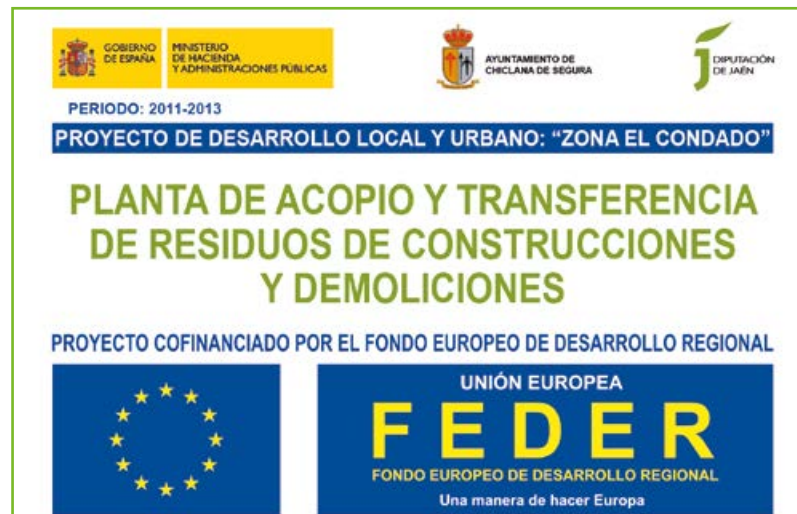 GOBIERNO
DE ESPAÑA
MINISTERIO
DE HACIENDA
Y ADMINISTRACIONES PÚBLICAS
AYUNTAMIENTO DE
CHICLANA DE SEGURA
DIPUTACIÓN
DE JAÉN
PERIODO: 2011-2013
PROYECTO DE DESARROLLO LOCAL Y URBANO: “ZONA EL CONDADO”
PLANTA DE ACOPIO Y TRANSFERENCIA
DE RESIDUOS DE CONSTRUCCIONES
Y DEMOLICIONES
PROYECTO COFINANCIADO POR EL FONDO EUROPEO DE DESARROLLO REGIONAL
UNIÓN EUROPEA
FEDER
FONDO EUROPEO DE DESARROLLO REGIONAL
Una manera de hacer Europa